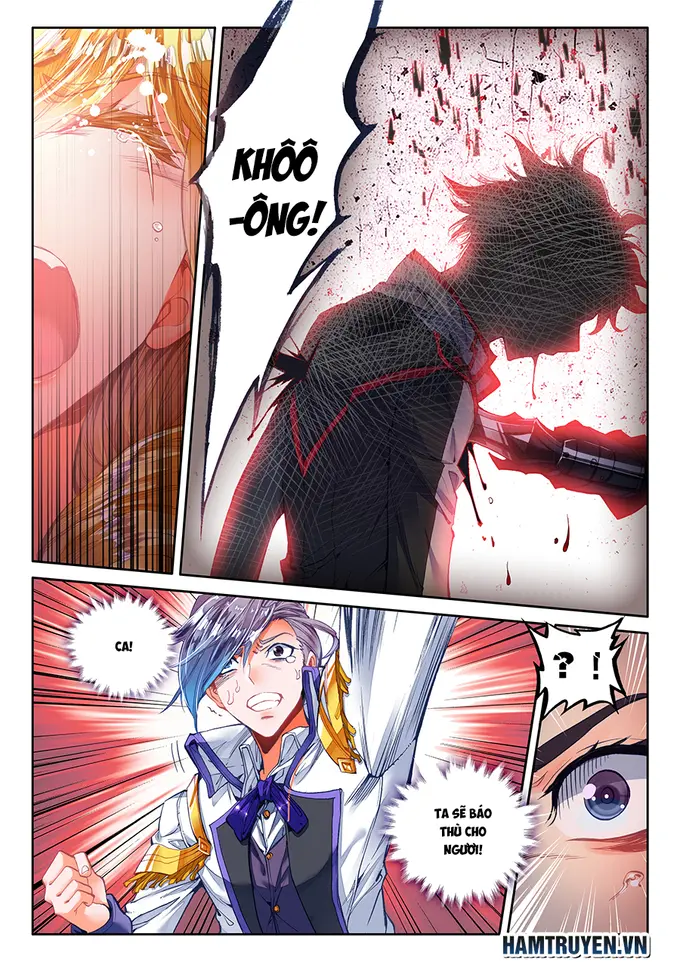 KHÔÔ
-ÔNG!
CA!
?!
TA SẼ BÁO
THÙ CHO
NGƯƠI!
HAMTRUYEN.VN